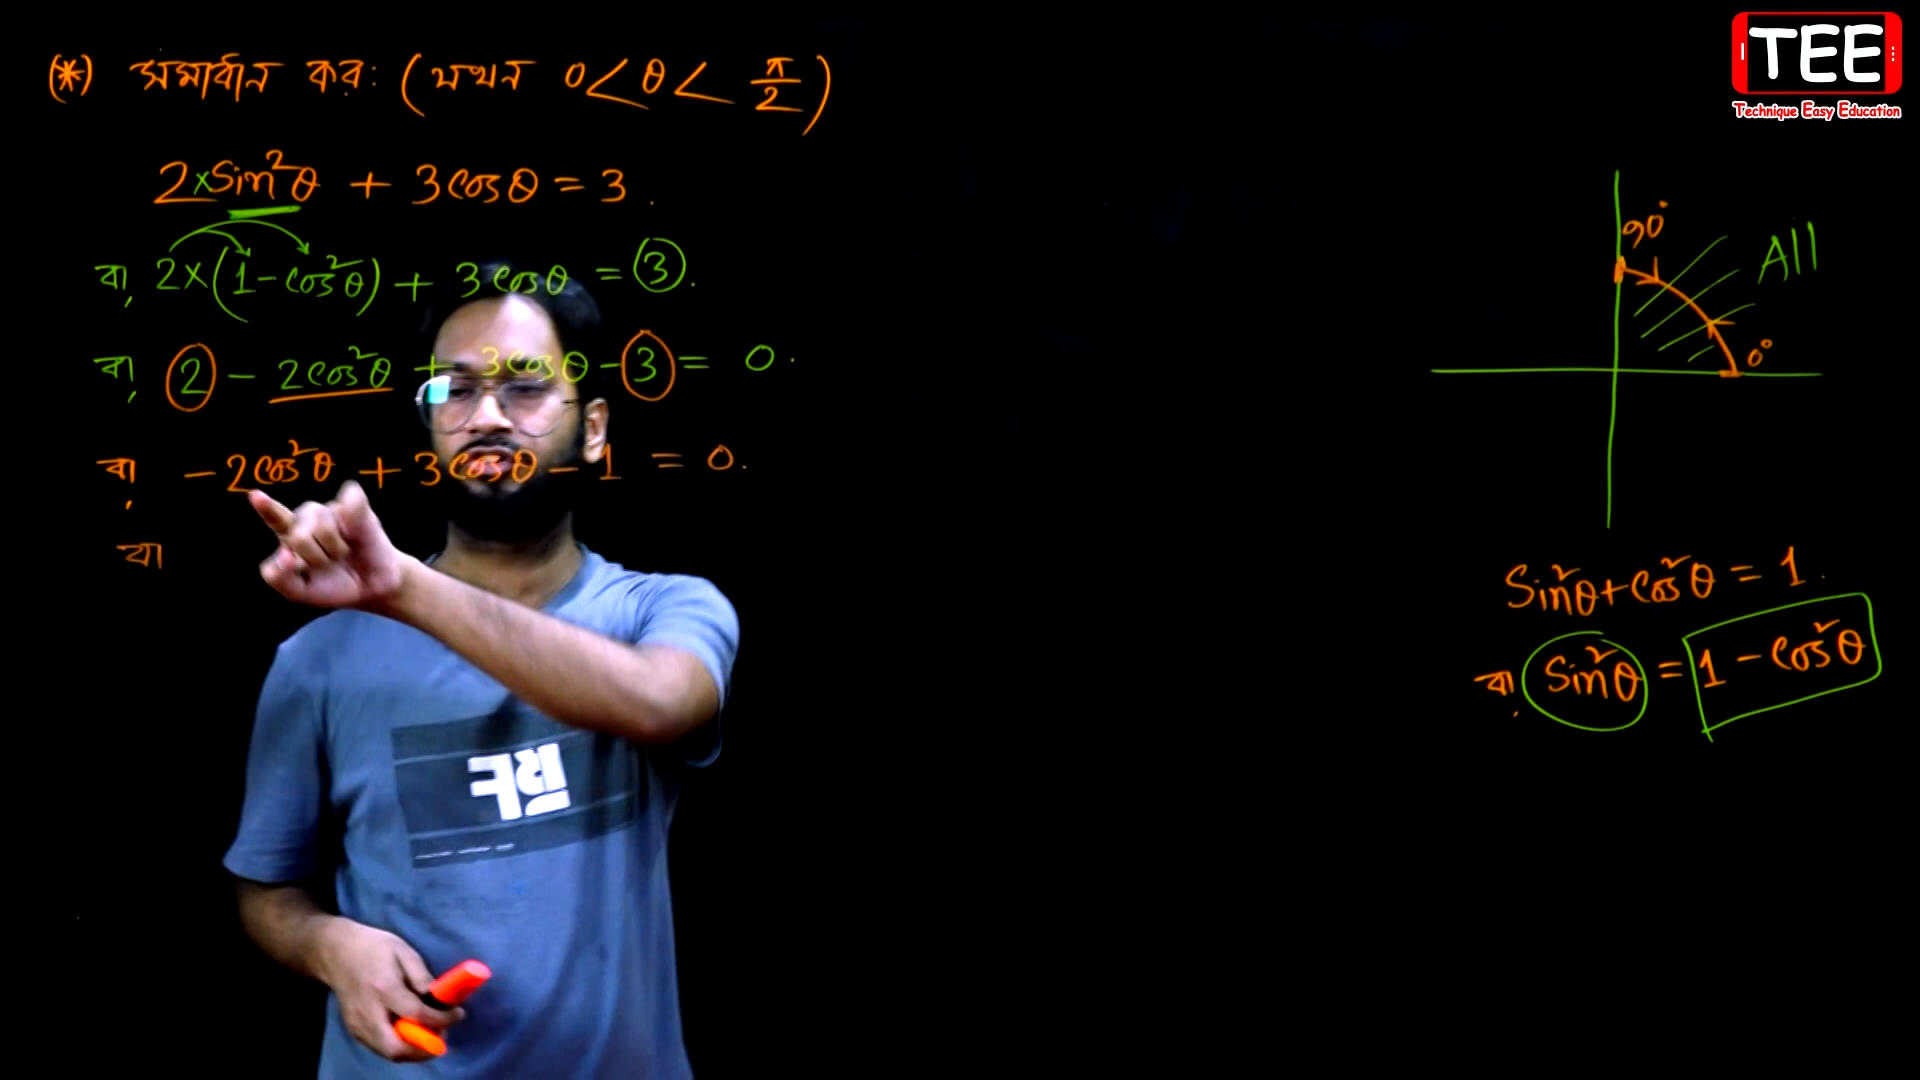 (*) সমাধান কর: (যখন 0 < θ < π/2)
2×Sin²θ + 3cosθ = 3.
বা, 2×(1-cos²θ) + 3cosθ = 3.
বা, 2 - 2cos²θ + 3cosθ - 3 = 0.
বা, -2cos²θ + 3cosθ - 1 = 0.
বা
TEE
Technique Easy Education
90°
All
0°
Sin²θ+cos²θ = 1.
বা, Sin²θ = 1 - cos²θ